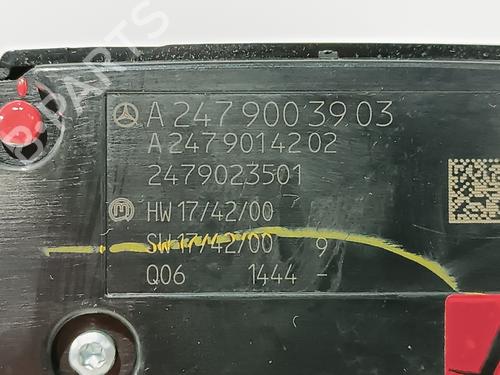 B-PARTS
A 247 900 39 03
A 247 901 42 02
2479023501
HW 17/42/00
SW 17/42/00 9
Q06 1444 -